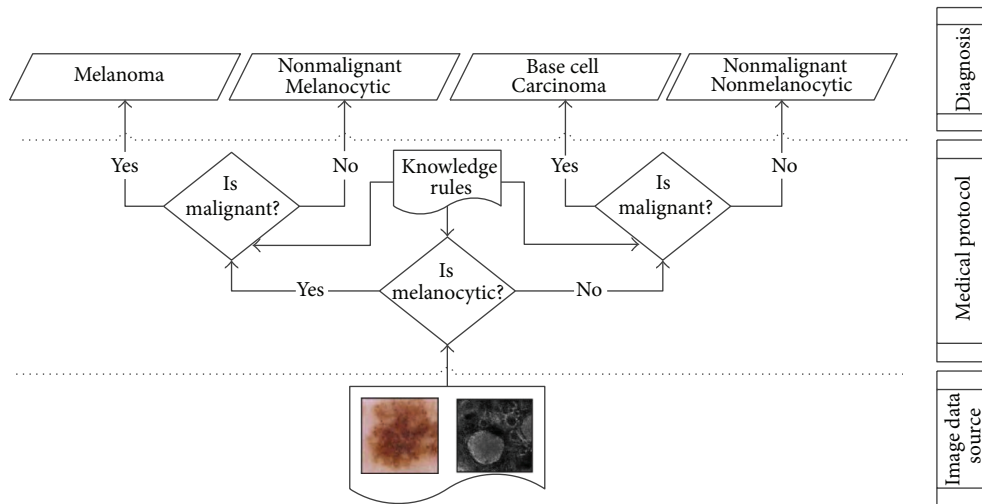 Melanoma
Nonmalignant
Melanocytic
Base cell
Carcinoma
Nonmalignant
Nonmelanocytic
Diagnosis
Yes
No
Yes
No
Is
malignant?
Knowledge
rules
Is
malignant?
Medical protocol
Yes
Is
melanocytic?
No
Image data
source